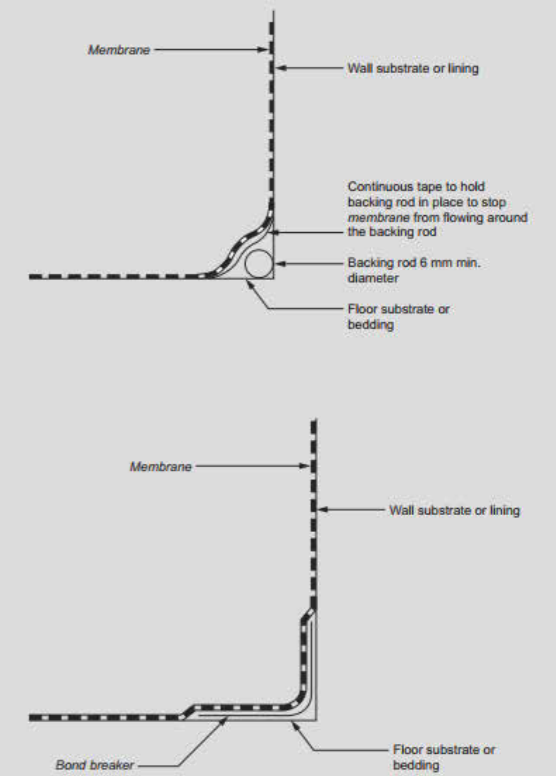 Membrane
Wall substrate or lining
Continuous tape to hold
backing rod in place to stop
membrane from flowing around
the backing rod
Backing rod 6 mm min.
diameter
Floor substrate or
bedding
Membrane
Wall substrate or lining
Floor substrate or
bedding
Bond breaker